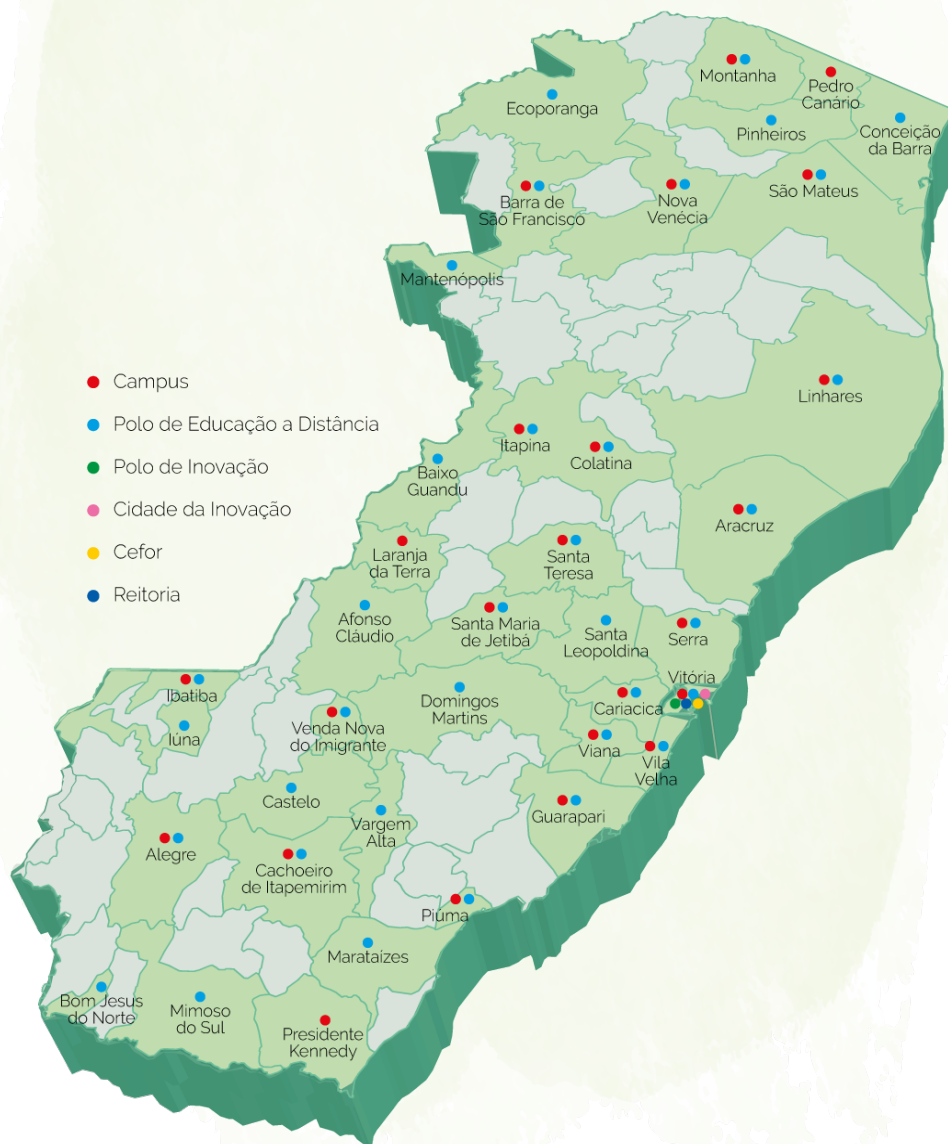 Montanha
Pedro
Canário
Ecoporanga
Pinheiros
Conceição
da Barra
Barra de
São Francisco
Nova
Venécia
São Mateus
Mantenópolis
Campus
Polo de Educação a Distância
Polo de Inovação
Cidade da Inovação
Cefor
Reitoria
Linhares
Itapina
Colatina
Baixo
Guandu
Aracruz
Laranja
da Terra
Santa
Teresa
Afonso
Cláudio
Santa Maria
de Jetibá
Santa
Leopoldina
Serra
Vitória
Ibatiba
Iúna
Venda Nova
do Imigrante
Domingos
Martins
Cariacica
Viana
Vila
Velha
Castelo
Vargem
Alta
Guarapari
Alegre
Cachoeiro
de Itapemirim
Piúma
Marataízes
Bom Jesus
do Norte
Mimoso
do Sul
Presidente
Kennedy